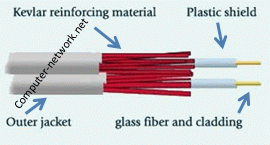 Kevlar reinforcing material
Plastic shield
Computer-network.net
Outer jacket
glass fiber and cladding